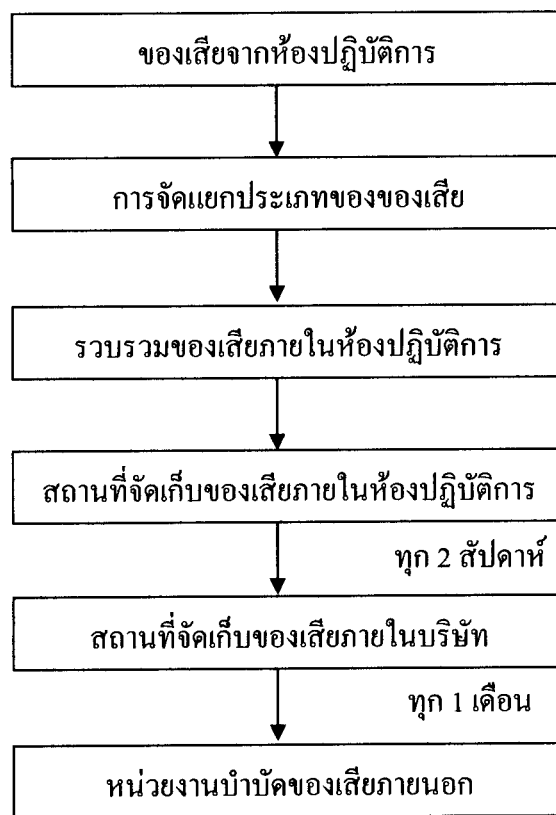 ของเสียจากห้องปฏิบัติการ
การจัดแยกประเภทของของเสีย
รวบรวมของเสียภายในห้องปฏิบัติการ
สถานที่จัดเก็บของเสียภายในห้องปฏิบัติการ
ทุก 2 สัปดาห์
สถานที่จัดเก็บของเสียภายในบริษัท
ทุก 1 เดือน
หน่วยงานบำบัดของเสียภายนอก